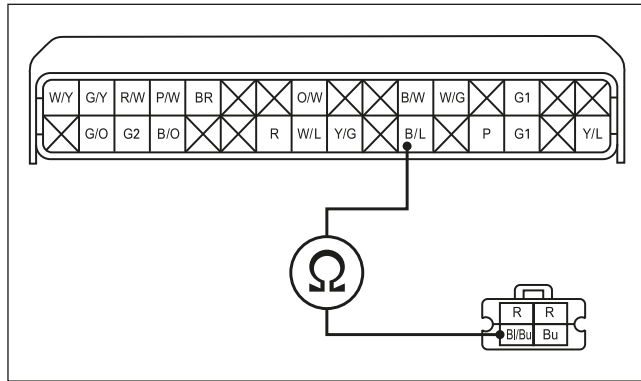 W/Y G/Y R/W P/W BR O/W B/W W/G G1
G/O G2 B/O R W/L Y/G B/L P G1 Y/L
Ω
R R
Bl/Bu Bu